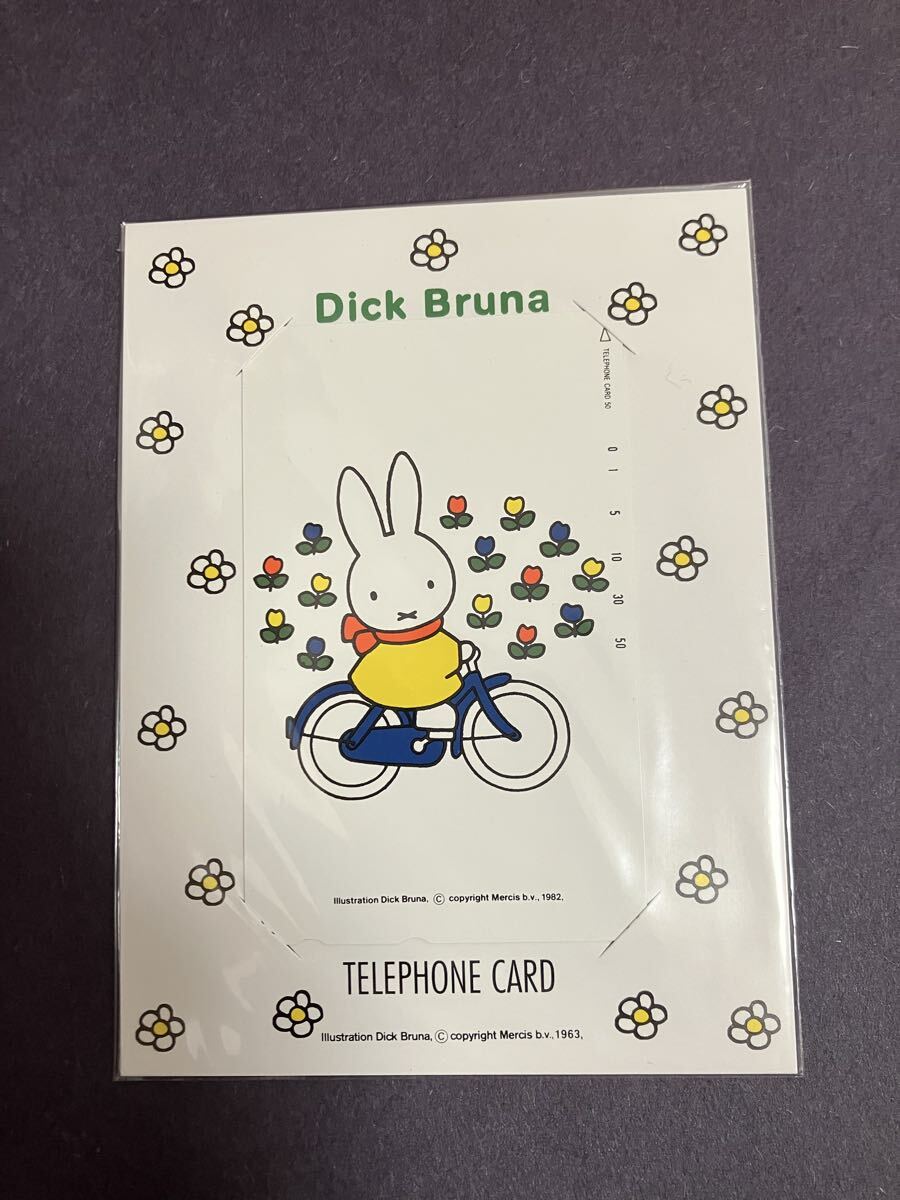 Dick Bruna
TELEPHONE CARD 50
0
1
5
10
30
50
Illustration Dick Bruna, © copyright Mercis b.v., 1982,
TELEPHONE CARD
Illustration Dick Bruna, © copyright Mercis b.v., 1963,